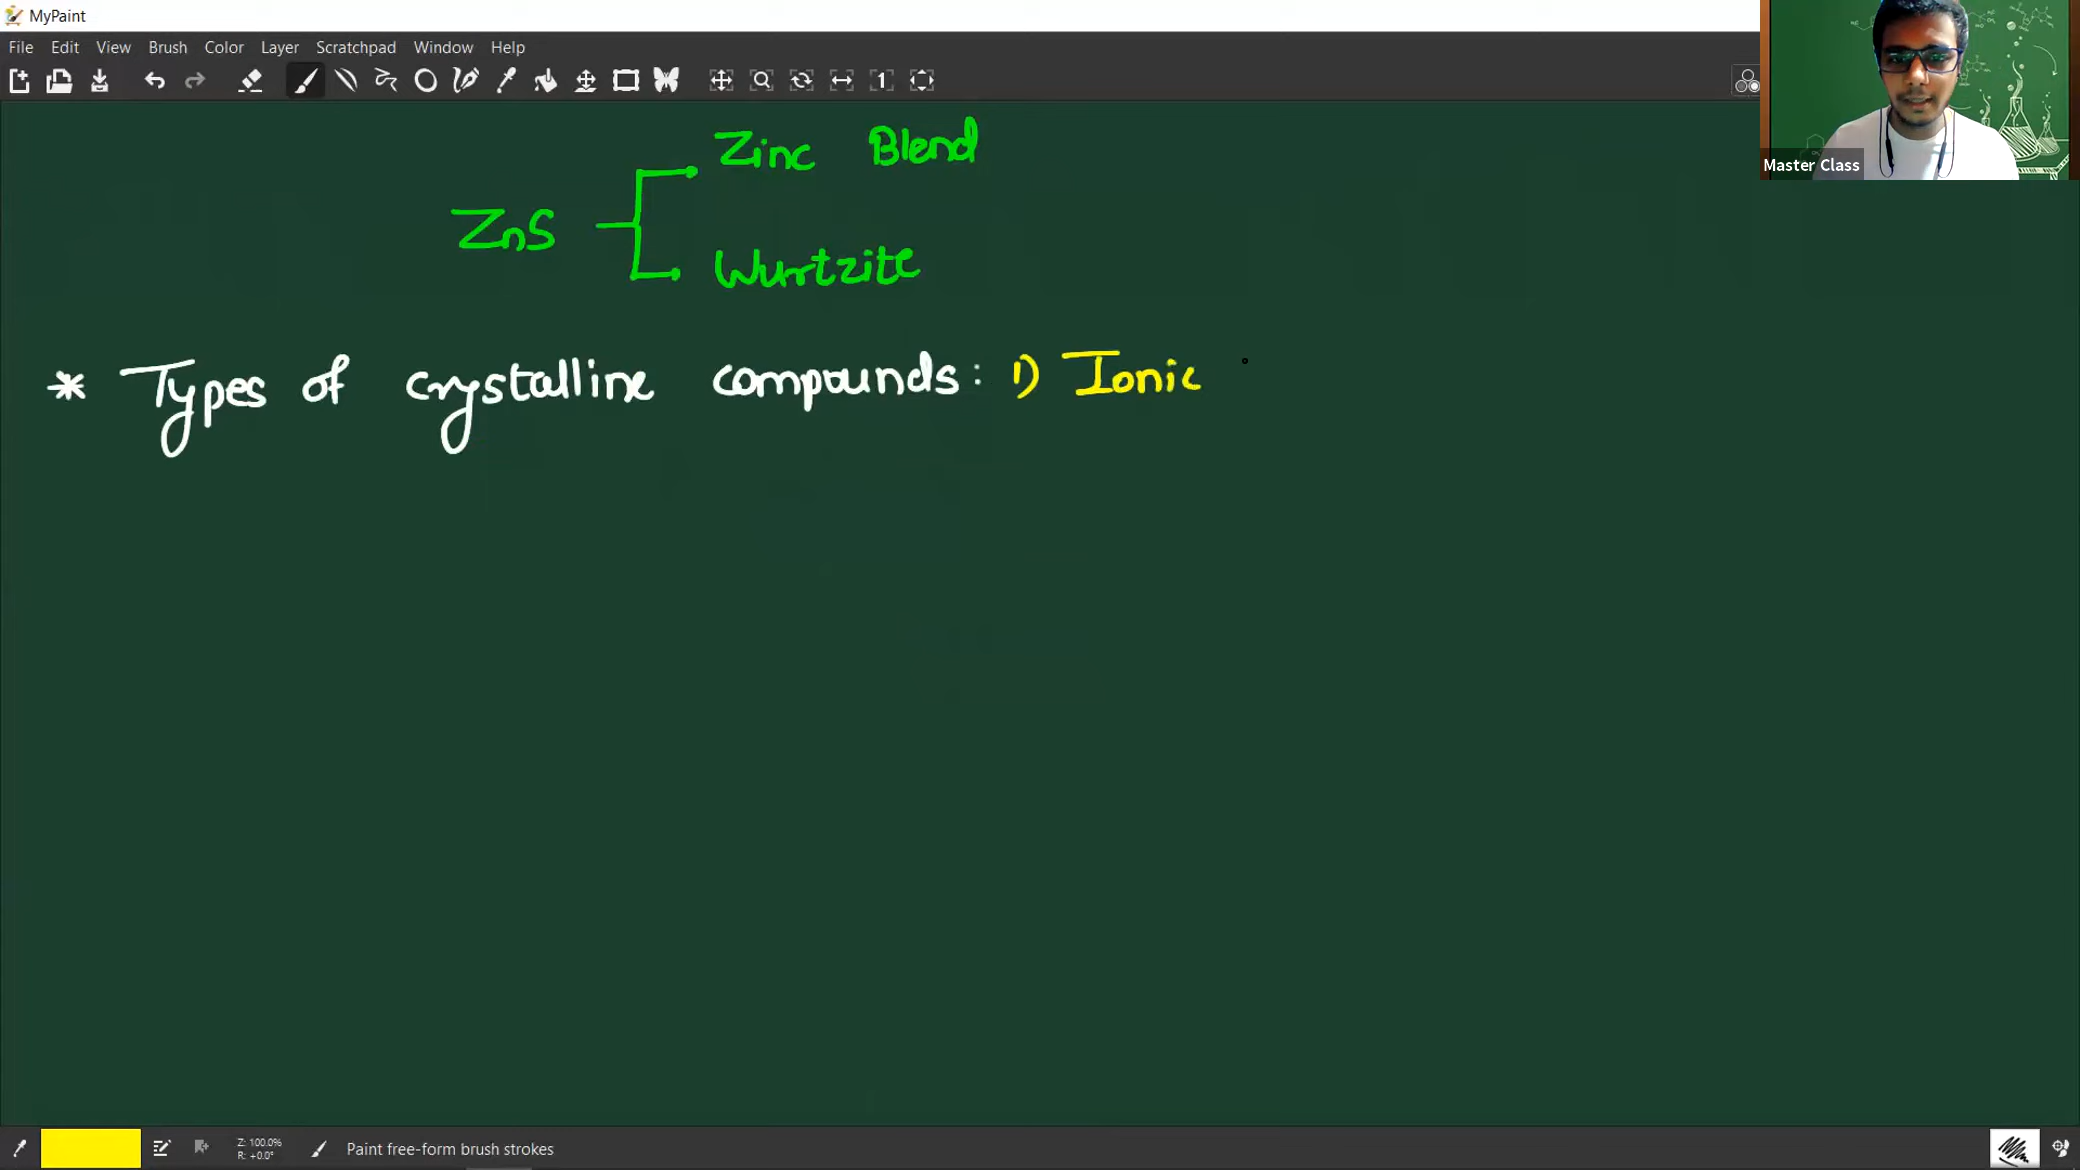 MyPaint
File Edit View Brush Color Layer Scratchpad Window Help
1
Master Class
Zinc Blend
ZnS
Wurtzite
* Types of crystalline compounds: 1) Ionic
Z: 100.0%
R: +0.0°
Paint free-form brush strokes